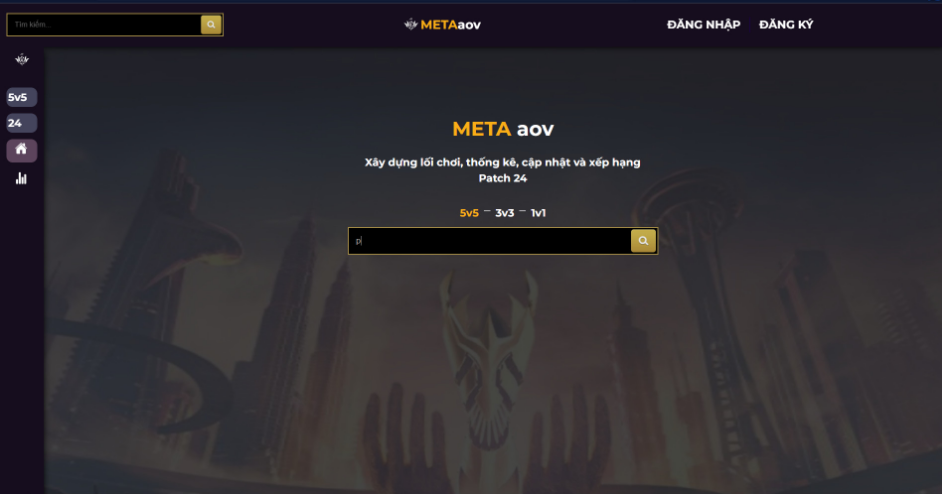 Tìm kiếm...
METAaov
ĐĂNG NHẬP
ĐĂNG KÝ
5v5
24
META aov
Xây dựng lối chơi, thống kê, cập nhật và xếp hạng
Patch 24
5v5 — 3v3 — 1v1
p